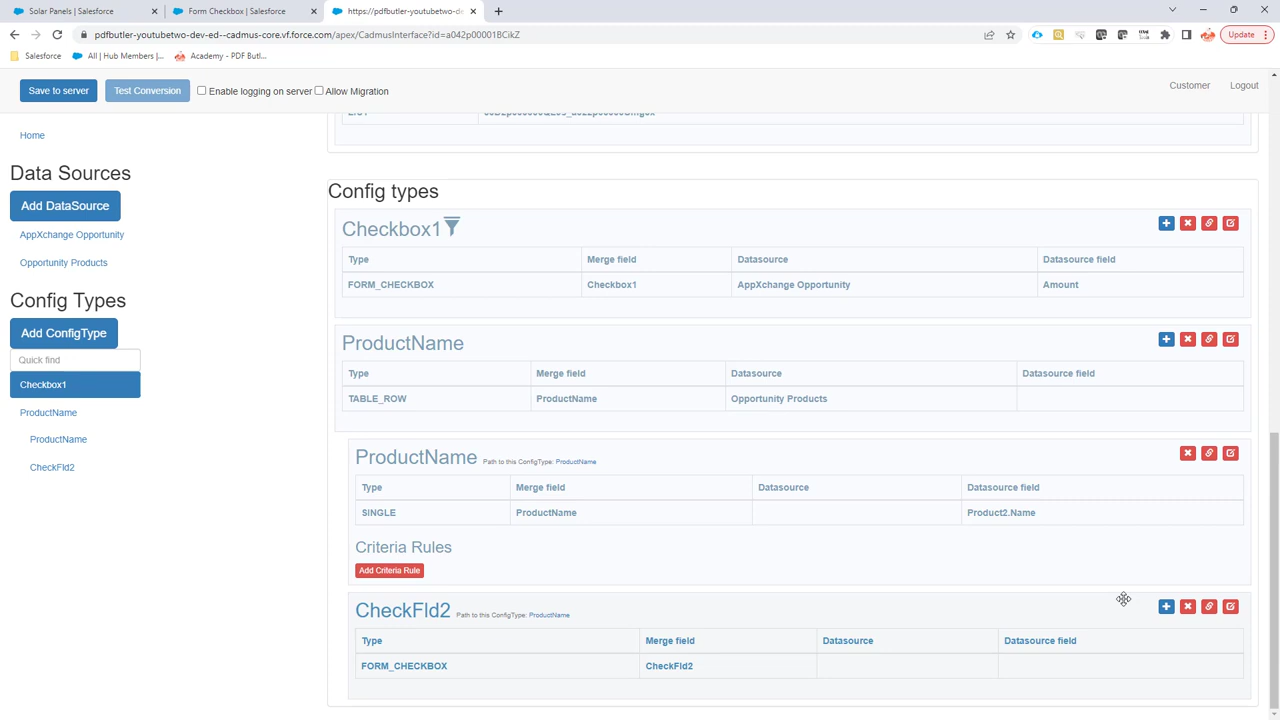 Solar Panels | Salesforce
Form Checkbox | Salesforce
https://pdfbutler-youtubetwo-de
pdfbutler-youtubetwo-dev-ed--cadmus-core.vf.force.com/apex/CadmusInterface?id=a042p00001BCiKZ
Update
Salesforce
All | Hub Members |...
Academy - PDF Butl...
Save to server
Test Conversion
Enable logging on server
Allow Migration
Customer
Logout
Home
Data Sources
Add DataSource
AppXchange Opportunity
Opportunity Products
Config Types
Add ConfigType
Quick find
Checkbox1
ProductName
ProductName
CheckFld2
Config types
Checkbox1
Type Merge field Datasource Datasource field
FORM_CHECKBOX Checkbox1 AppXchange Opportunity Amount
ProductName
Type Merge field Datasource Datasource field
TABLE_ROW ProductName Opportunity Products
ProductName Path to this ConfigType: ProductName
Type Merge field Datasource Datasource field
SINGLE ProductName Product2.Name
Criteria Rules
Add Criteria Rule
CheckFld2 Path to this ConfigType: ProductName
Type Merge field Datasource Datasource field
FORM_CHECKBOX CheckFld2